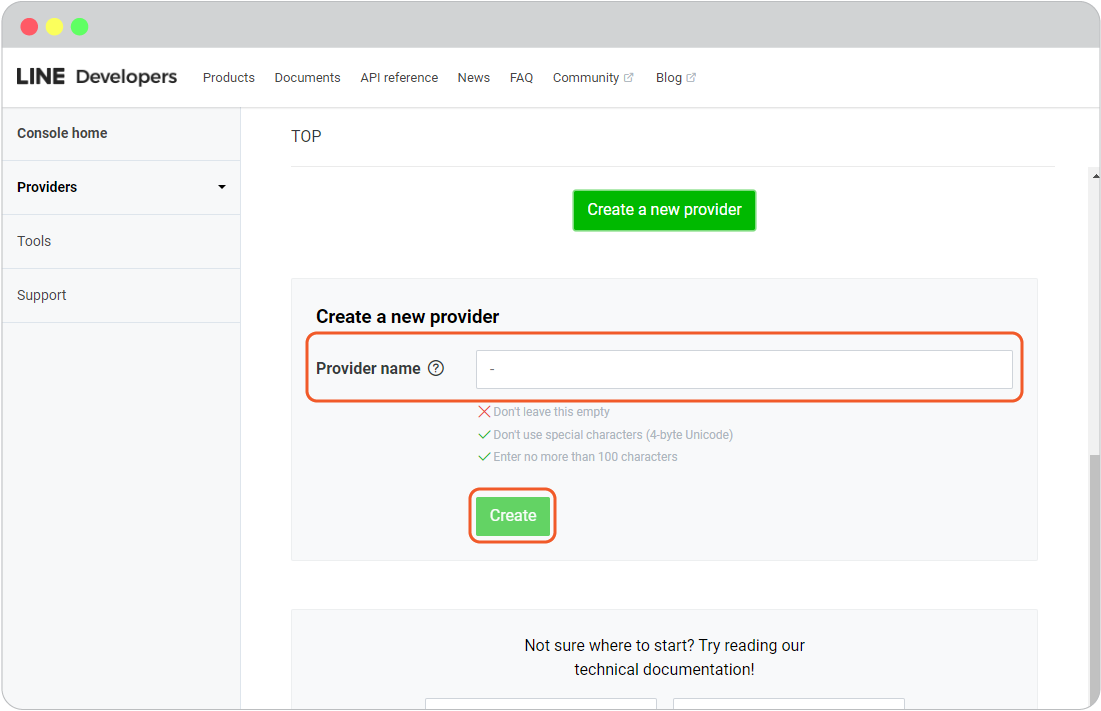 LINE Developers
Products
Documents
API reference
News
FAQ
Community
Blog
Console home
Providers
Tools
Support
TOP
Create a new provider
Create a new provider
Provider name ?
-
Don't leave this empty
Don't use special characters (4-byte Unicode)
Enter no more than 100 characters
Create
Not sure where to start? Try reading our
technical documentation!